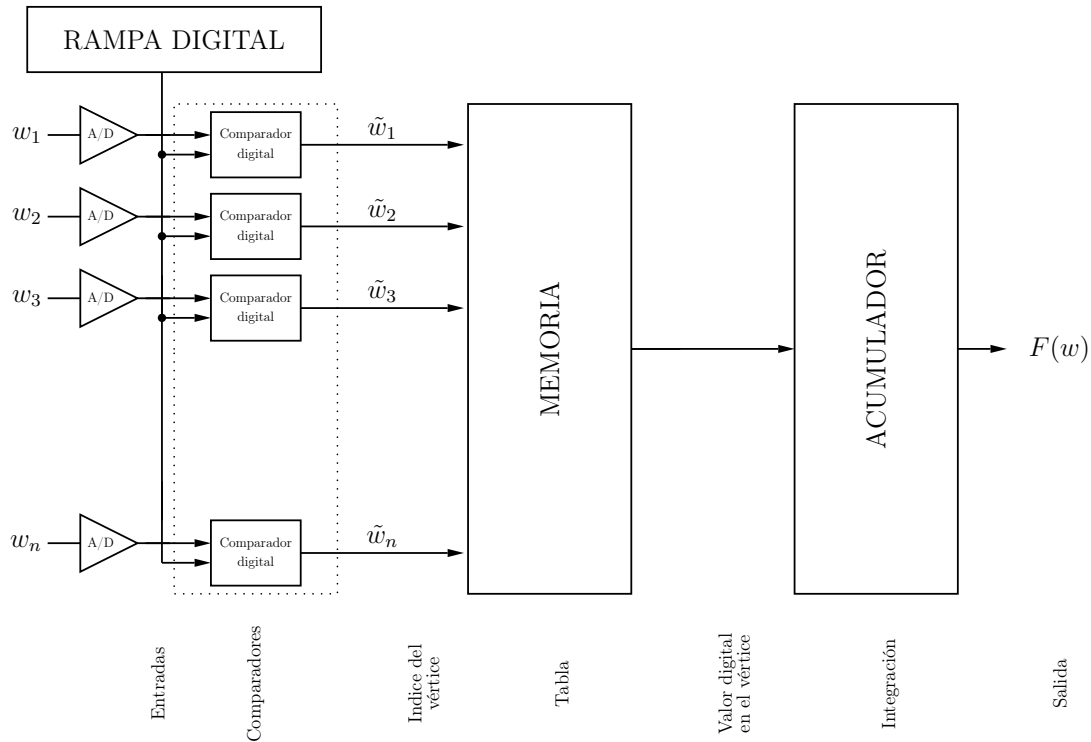 RAMPA DIGITAL
w₁
A/D
Comparador
digital
w̃₁
w₂
A/D
Comparador
digital
w̃₂
w₃
A/D
Comparador
digital
w̃₃
MEMORIA
ACUMULADOR
F(w)
wₙ
A/D
Comparador
digital
w̃ₙ
Entradas
Comparadores
Indice del
vértice
Tabla
Valor digital
en el vértice
Integración
Salida